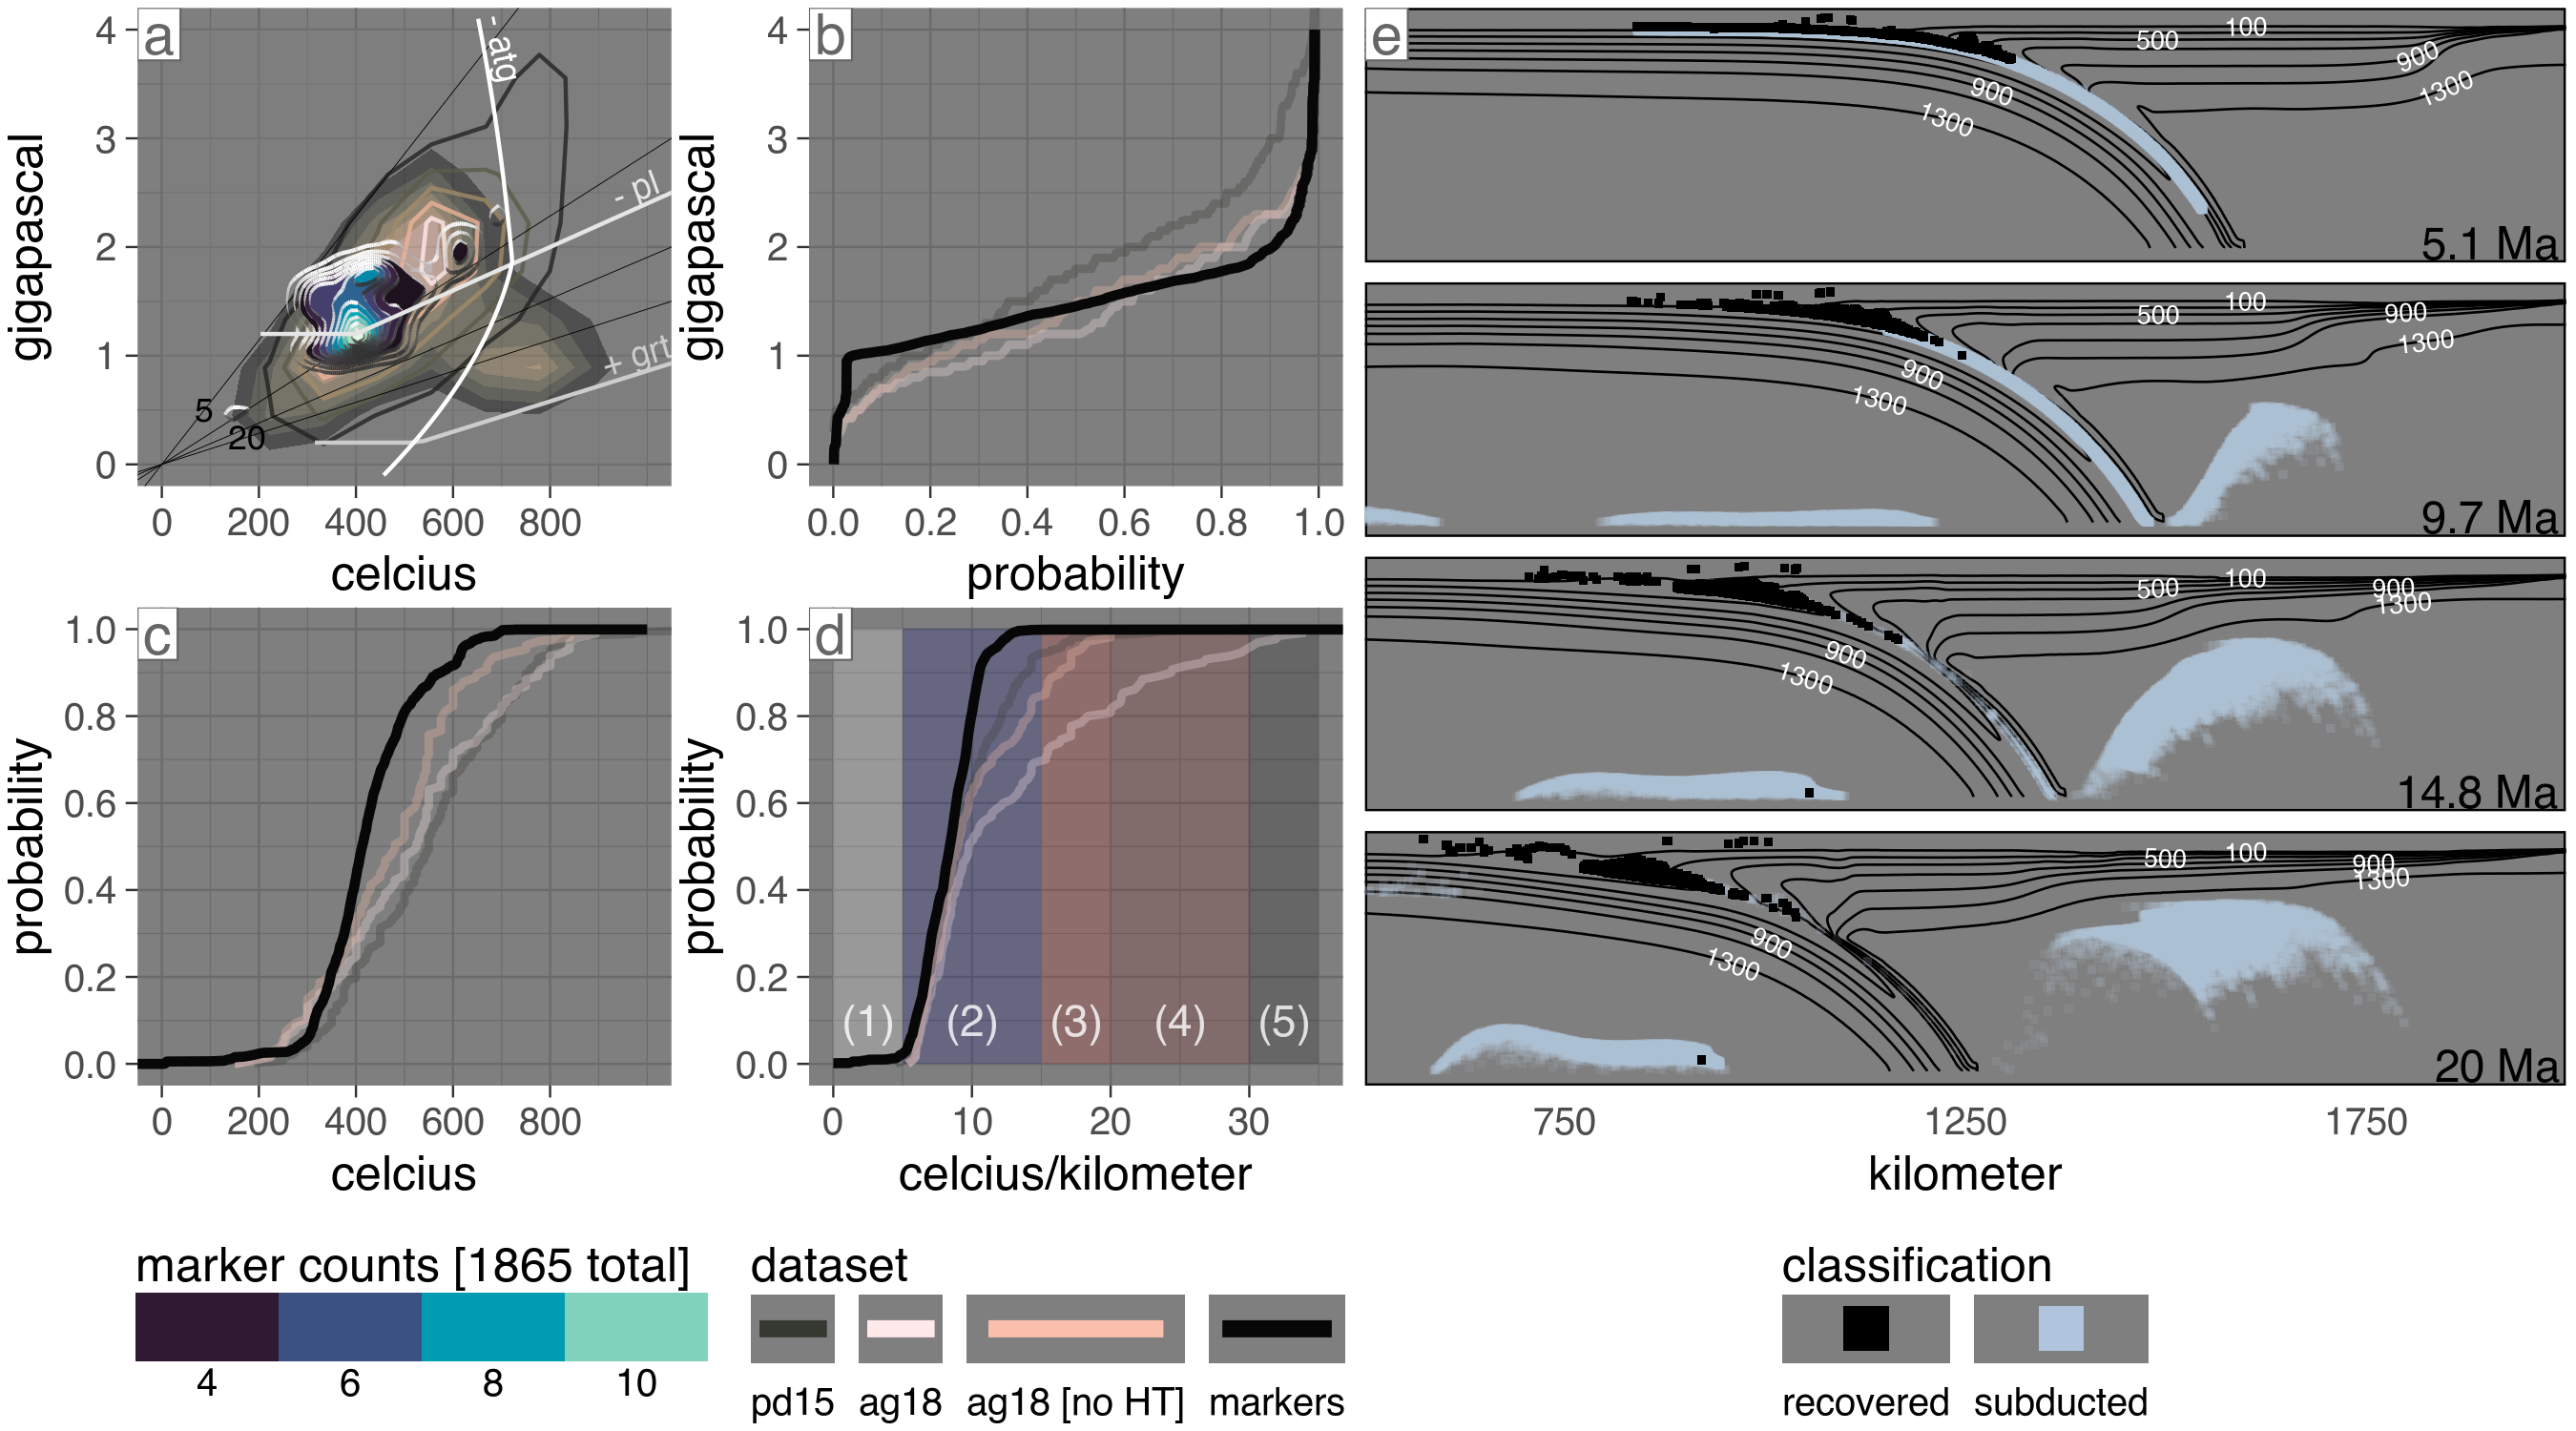 a
gigapascal
4
3
2
1
0
- atg
- pl
+ grt
5
20
0 200 400 600 800
celcius
b
gigapascal
4
3
2
1
0
0.0 0.2 0.4 0.6 0.8 1.0
probability
c
probability
1.0
0.8
0.6
0.4
0.2
0.0
0 200 400 600 800
celcius
d
probability
1.0
0.8
0.6
0.4
0.2
0.0
(1) (2) (3) (4) (5)
0 10 20 30
celcius/kilometer
e
100
500
900
1300
900
1300
5.1 Ma
100
500
900
1300
900
1300
9.7 Ma
100
500
900
1300
900
1300
14.8 Ma
100
500
900
1300
900
1300
20 Ma
750 1250 1750
kilometer
marker counts [1865 total]
4 6 8 10
dataset
pd15 ag18 ag18 [no HT] markers
classification
recovered subducted